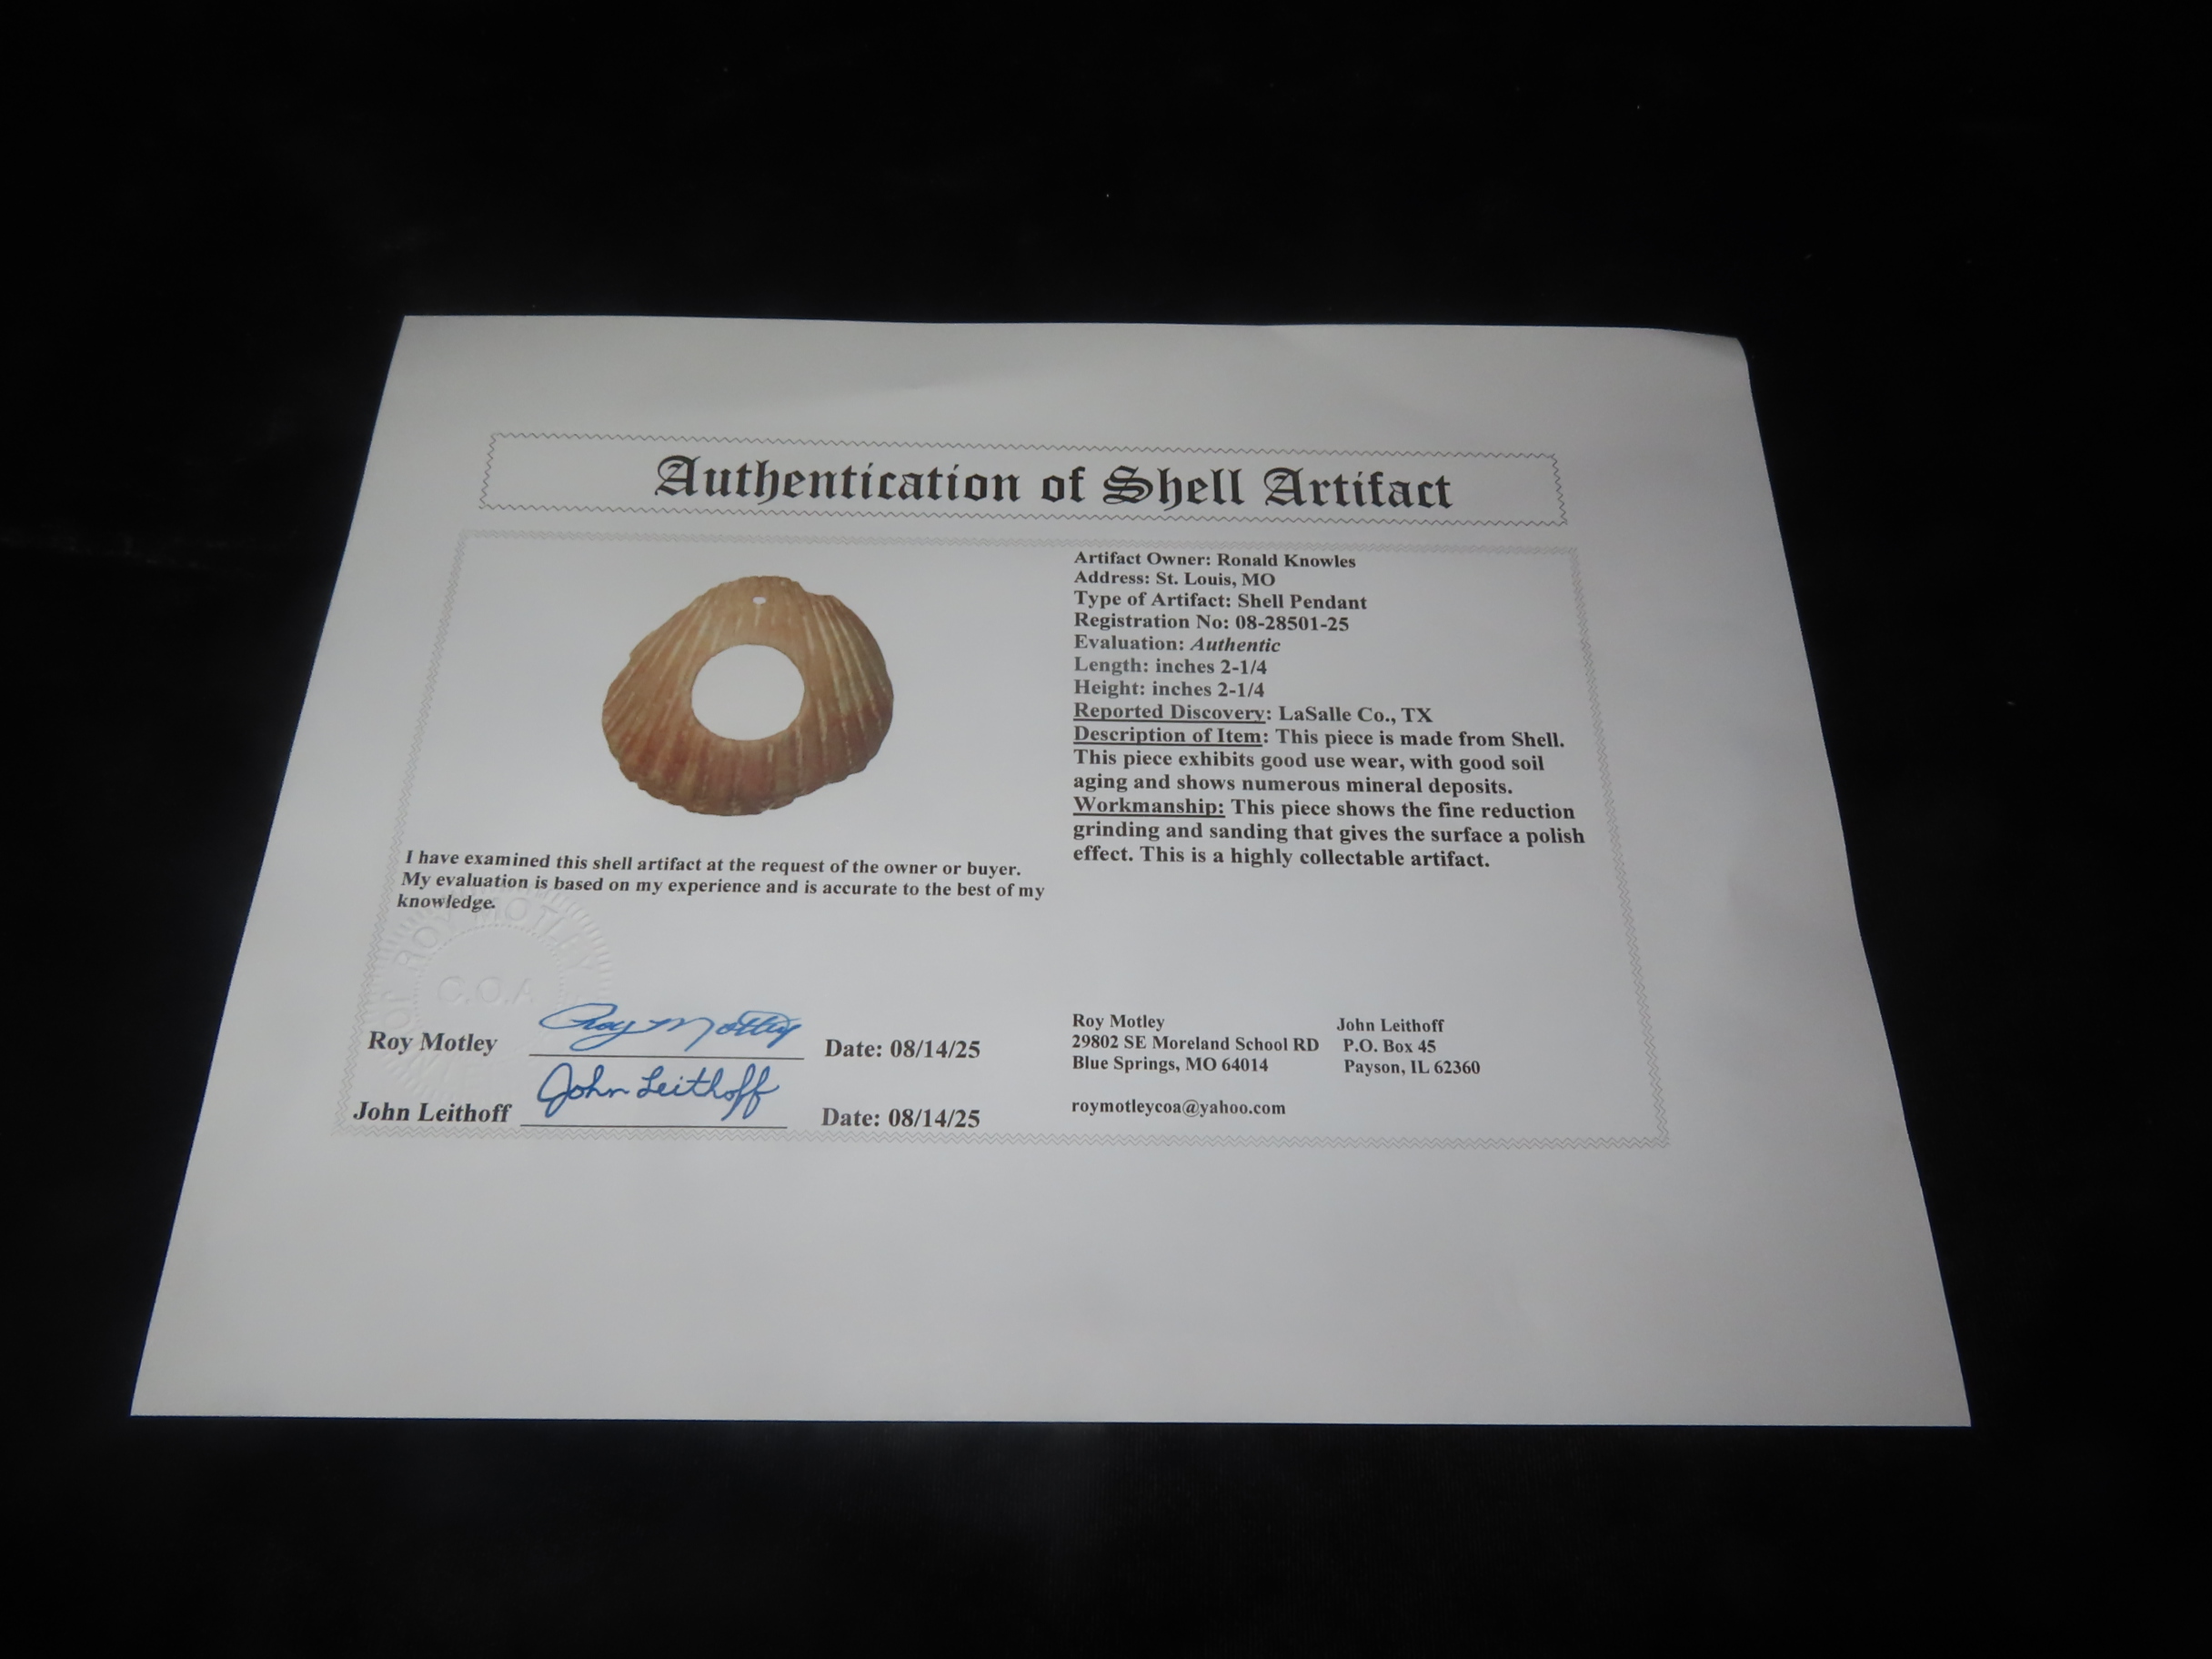 Authentication of Shell Artifact
Artifact Owner: Ronald Knowles
Address: St. Louis, MO
Type of Artifact: Shell Pendant
Registration No: 08-28501-25
Evaluation: Authentic
Length: inches 2-1/4
Height: inches 2-1/4
Reported Discovery: LaSalle Co., TX
Description of Item: This piece is made from Shell.
This piece exhibits good use wear, with good soil
aging and shows numerous mineral deposits.
Workmanship: This piece shows the fine reduction
grinding and sanding that gives the surface a polish
effect. This is a highly collectable artifact.
I have examined this shell artifact at the request of the owner or buyer.
My evaluation is based on my experience and is accurate to the best of my
knowledge.
ROY MOTLEY
C.O.A
Roy Motley Roy Motley Date: 08/14/25
John Leithoff John Leithoff Date: 08/14/25
Roy Motley John Leithoff
29802 SE Moreland School RD P.O. Box 45
Blue Springs, MO 64014 Payson, IL 62360
roymotleycoa@yahoo.com